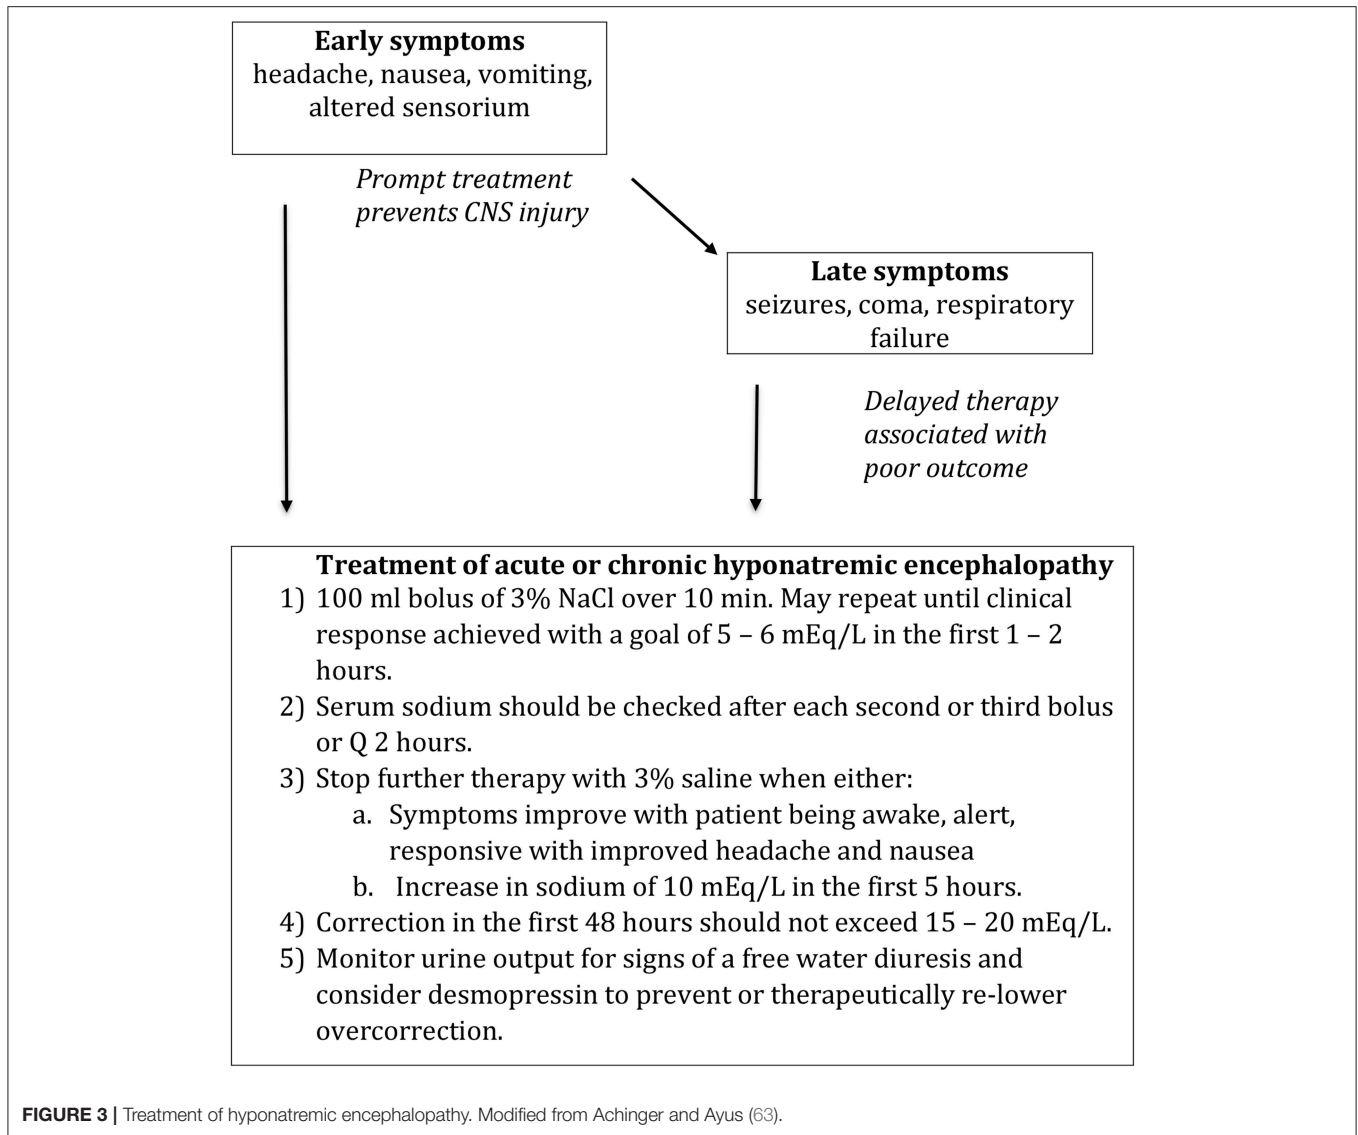 Early symptoms
headache, nausea, vomiting,
altered sensorium
Prompt treatment
prevents CNS injury
Late symptoms
seizures, coma, respiratory
failure
Delayed therapy
associated with
poor outcome
Treatment of acute or chronic hyponatremic encephalopathy
1) 100 ml bolus of 3% NaCl over 10 min. May repeat until clinical
response achieved with a goal of 5 – 6 mEq/L in the first 1 – 2
hours.
2) Serum sodium should be checked after each second or third bolus
or Q 2 hours.
3) Stop further therapy with 3% saline when either:
a. Symptoms improve with patient being awake, alert,
responsive with improved headache and nausea
b. Increase in sodium of 10 mEq/L in the first 5 hours.
4) Correction in the first 48 hours should not exceed 15 – 20 mEq/L.
5) Monitor urine output for signs of a free water diuresis and
consider desmopressin to prevent or therapeutically re-lower
overcorrection.
FIGURE 3 | Treatment of hyponatremic encephalopathy. Modified from Achinger and Ayus (63).